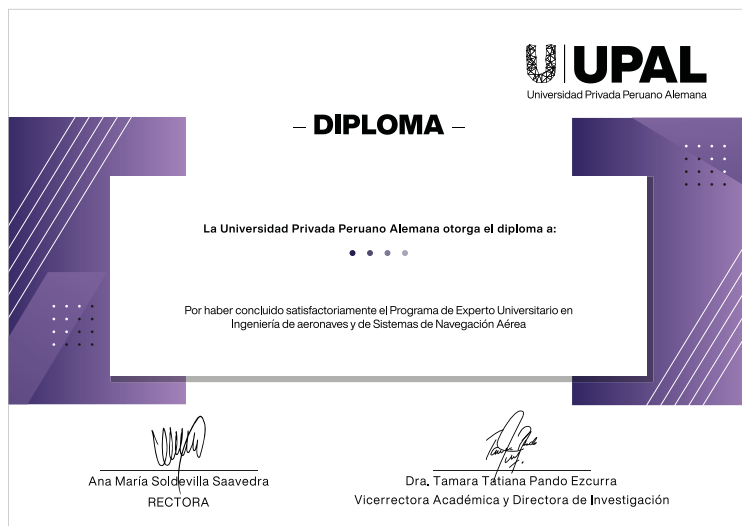 UPAL
Universidad Privada Peruano Alemana
– DIPLOMA –
La Universidad Privada Peruano Alemana otorga el diploma a:
Por haber concluido satisfactoriamente el Programa de Experto Universitario en
Ingeniería de aeronaves y de Sistemas de Navegación Aérea
Ana María Soldevilla Saavedra
RECTORA
Dra. Tamara Tatiana Pando Ezcurra
Vicerrectora Académica y Directora de Investigación